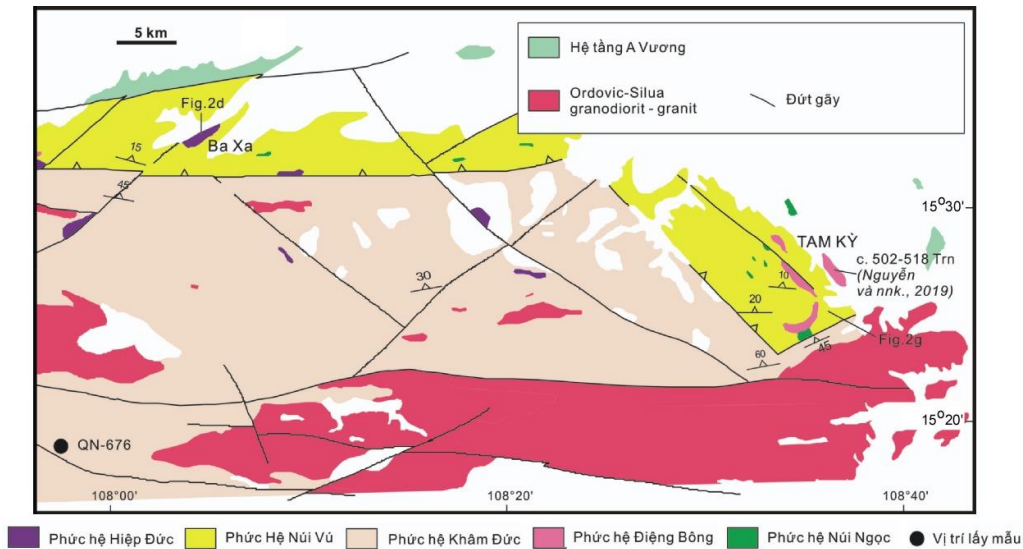 5 km
Hệ tầng A Vương
Ordovic-Silua
granodiorit - granit
Đứt gãy
Fig.2d
Ba Xa
15
45
30
15°30'
TAM KỲ
c. 502-518 Trn
(Nguyễn
và nnk., 2019)
10
20
Fig.2g
45
60
15°20'
QN-676
108°00'
108°20'
108°40'
Phức hệ Hiệp Đức
Phức Hệ Núi Vú
Phức hệ Khâm Đức
Phức hệ Điệng Bông
Phức hệ Núi Ngọc
Vị trí lấy mẫu